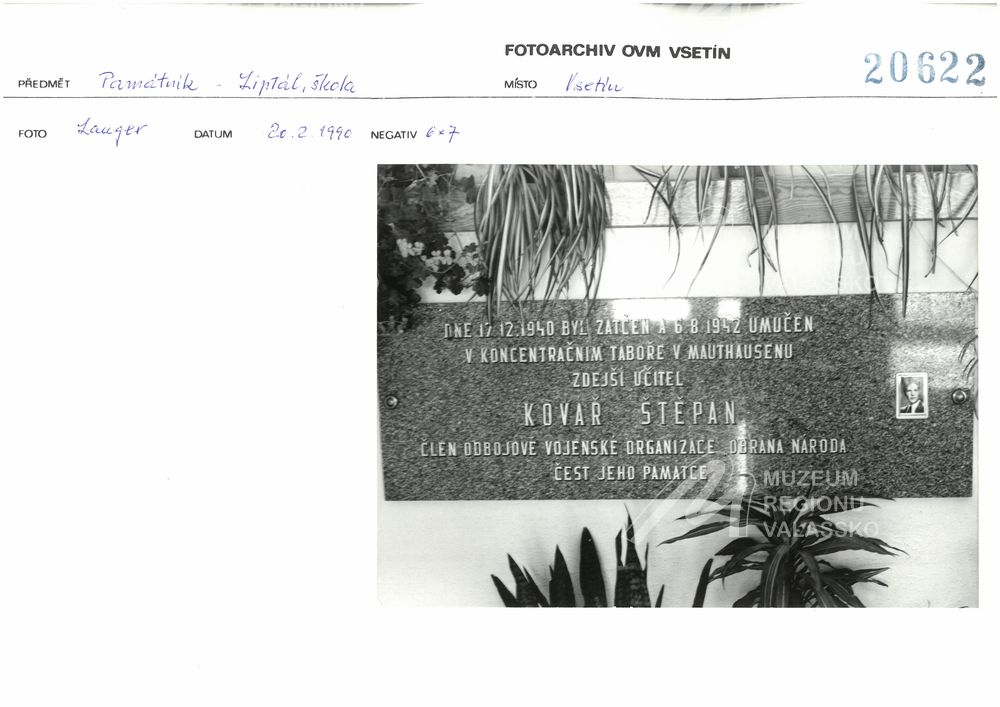 FOTOARCHIV OVM VSETÍN
20622
PŘEDMĚT Památník - Liptál, škola MÍSTO Vsetín
FOTO Langer DATUM 20.2.1990 NEGATIV 6×7
DNE 17.12.1940 BYL ZATČEN A 6.8.1942 UMUČEN
V KONCENTRAČNÍM TÁBOŘE V MAUTHAUSENU
ZDEJŠÍ UČITEL
KOVAŘ ŠTĚPAN
ČLEN ODBOJOVÉ VOJENSKÉ ORGANIZACE OBRANA NÁRODA
ČEST JEHO PAMÁTCE
MUZEUM
REGIONU
VALAŠSKO